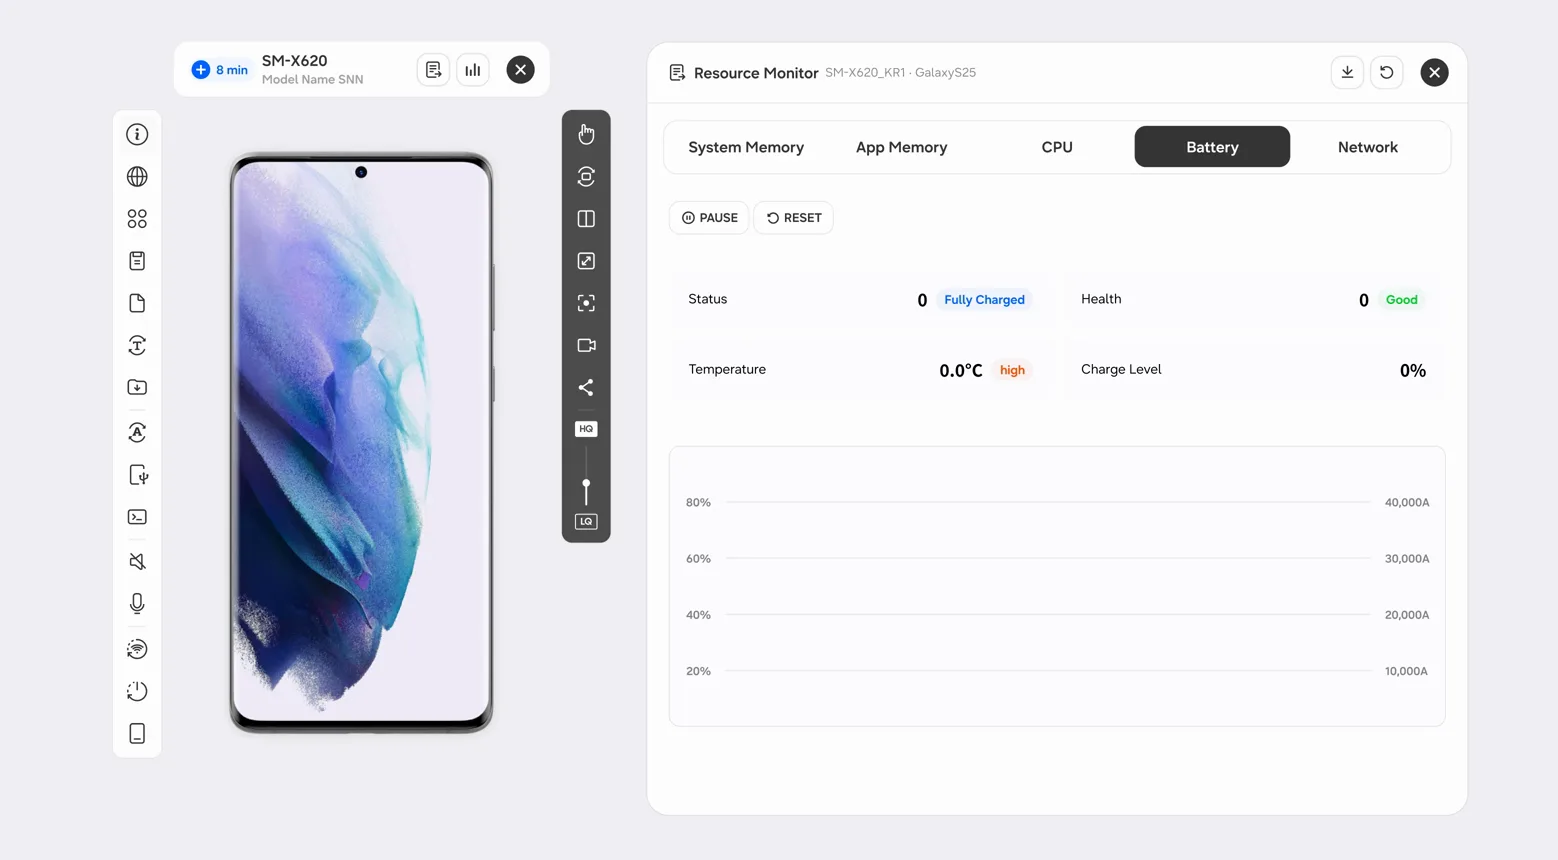 8 min
SM-X620
Model Name SNN
Resource Monitor SM-X620_KR1 · GalaxyS25
System Memory App Memory CPU Battery Network
PAUSE RESET
Status 0 Fully Charged Health 0 Good
Temperature 0.0°C high Charge Level 0%
HQ
LQ
80% 40,000A
60% 30,000A
40% 20,000A
20% 10,000A